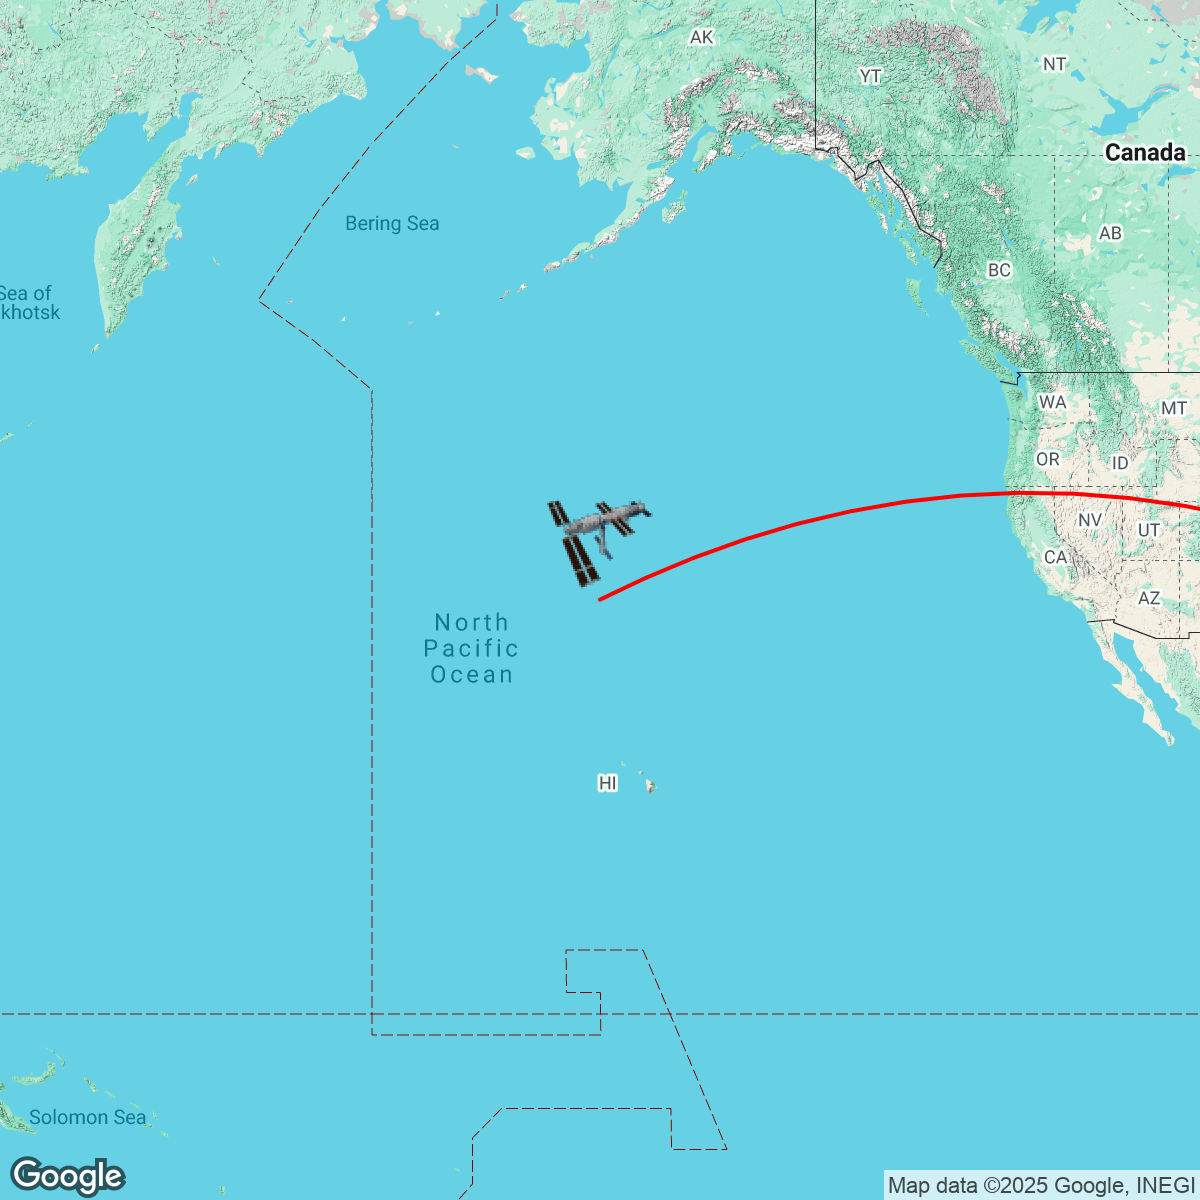 AK
YT
NT
Canada
Bering Sea
AB
BC
Sea of
khotsk
WA
MT
OR
ID
NV
UT
CA
AZ
North
Pacific
Ocean
HI
Solomon Sea
Google
Map data ©2025 Google, INEGI